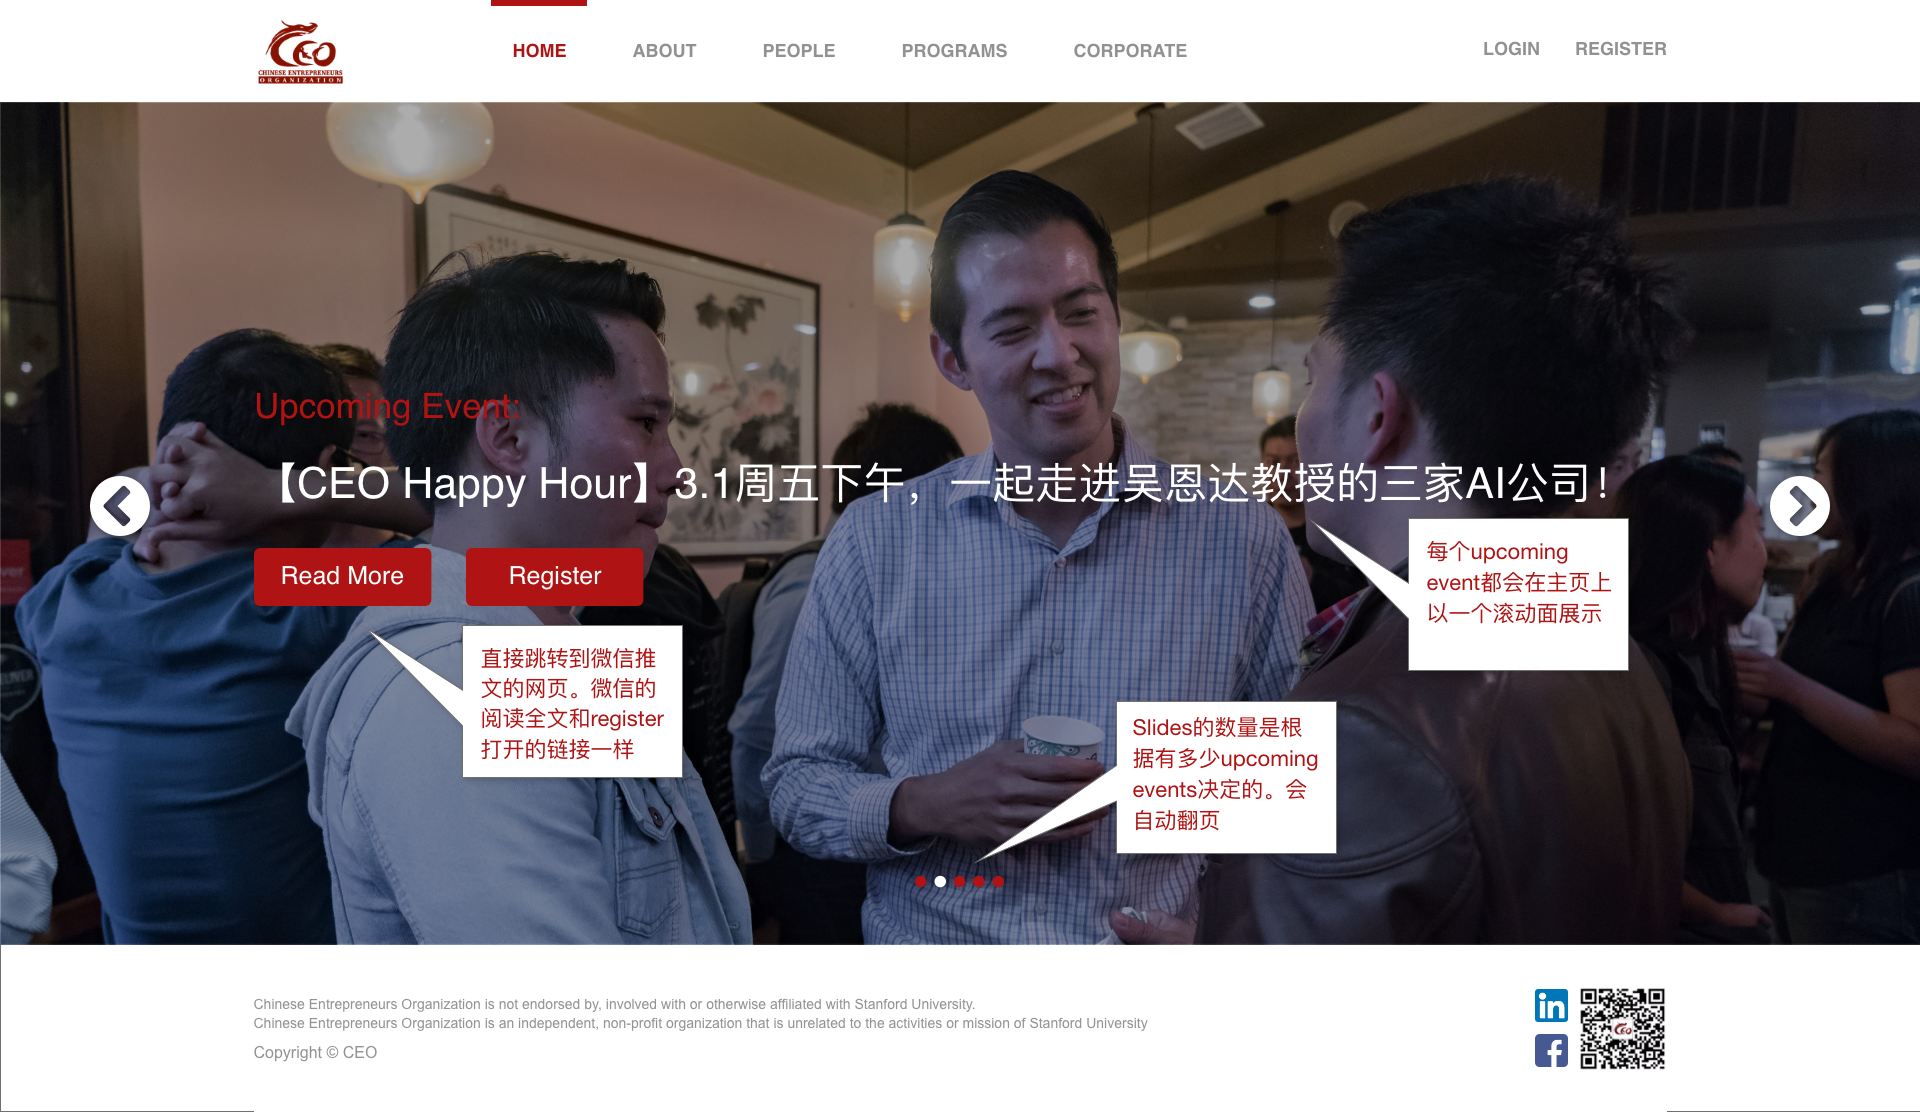 CEO
CHINESE ENTREPRENEURS
ORGANIZATION
HOME
ABOUT
PEOPLE
PROGRAMS
CORPORATE
LOGIN
REGISTER
Upcoming Event:
【CEO Happy Hour】3.1周五下午，一起走进吴恩达教授的三家AI公司！
Read More
Register
每个upcoming
event都会在主页上
以一个滚动面展示
直接跳转到微信推
文的网页。微信的
阅读全文和register
打开的链接一样
Slides的数量是根
据有多少upcoming
events决定的。会
自动翻页
Chinese Entrepreneurs Organization is not endorsed by, involved with or otherwise affiliated with Stanford University.
Chinese Entrepreneurs Organization is an independent, non-profit organization that is unrelated to the activities or mission of Stanford University
Copyright © CEO
in
f
CEO